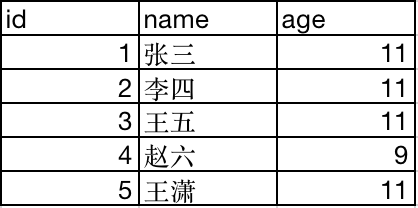 id name age
1 张三 11
2 李四 11
3 王五 11
4 赵六 9
5 王潇 11